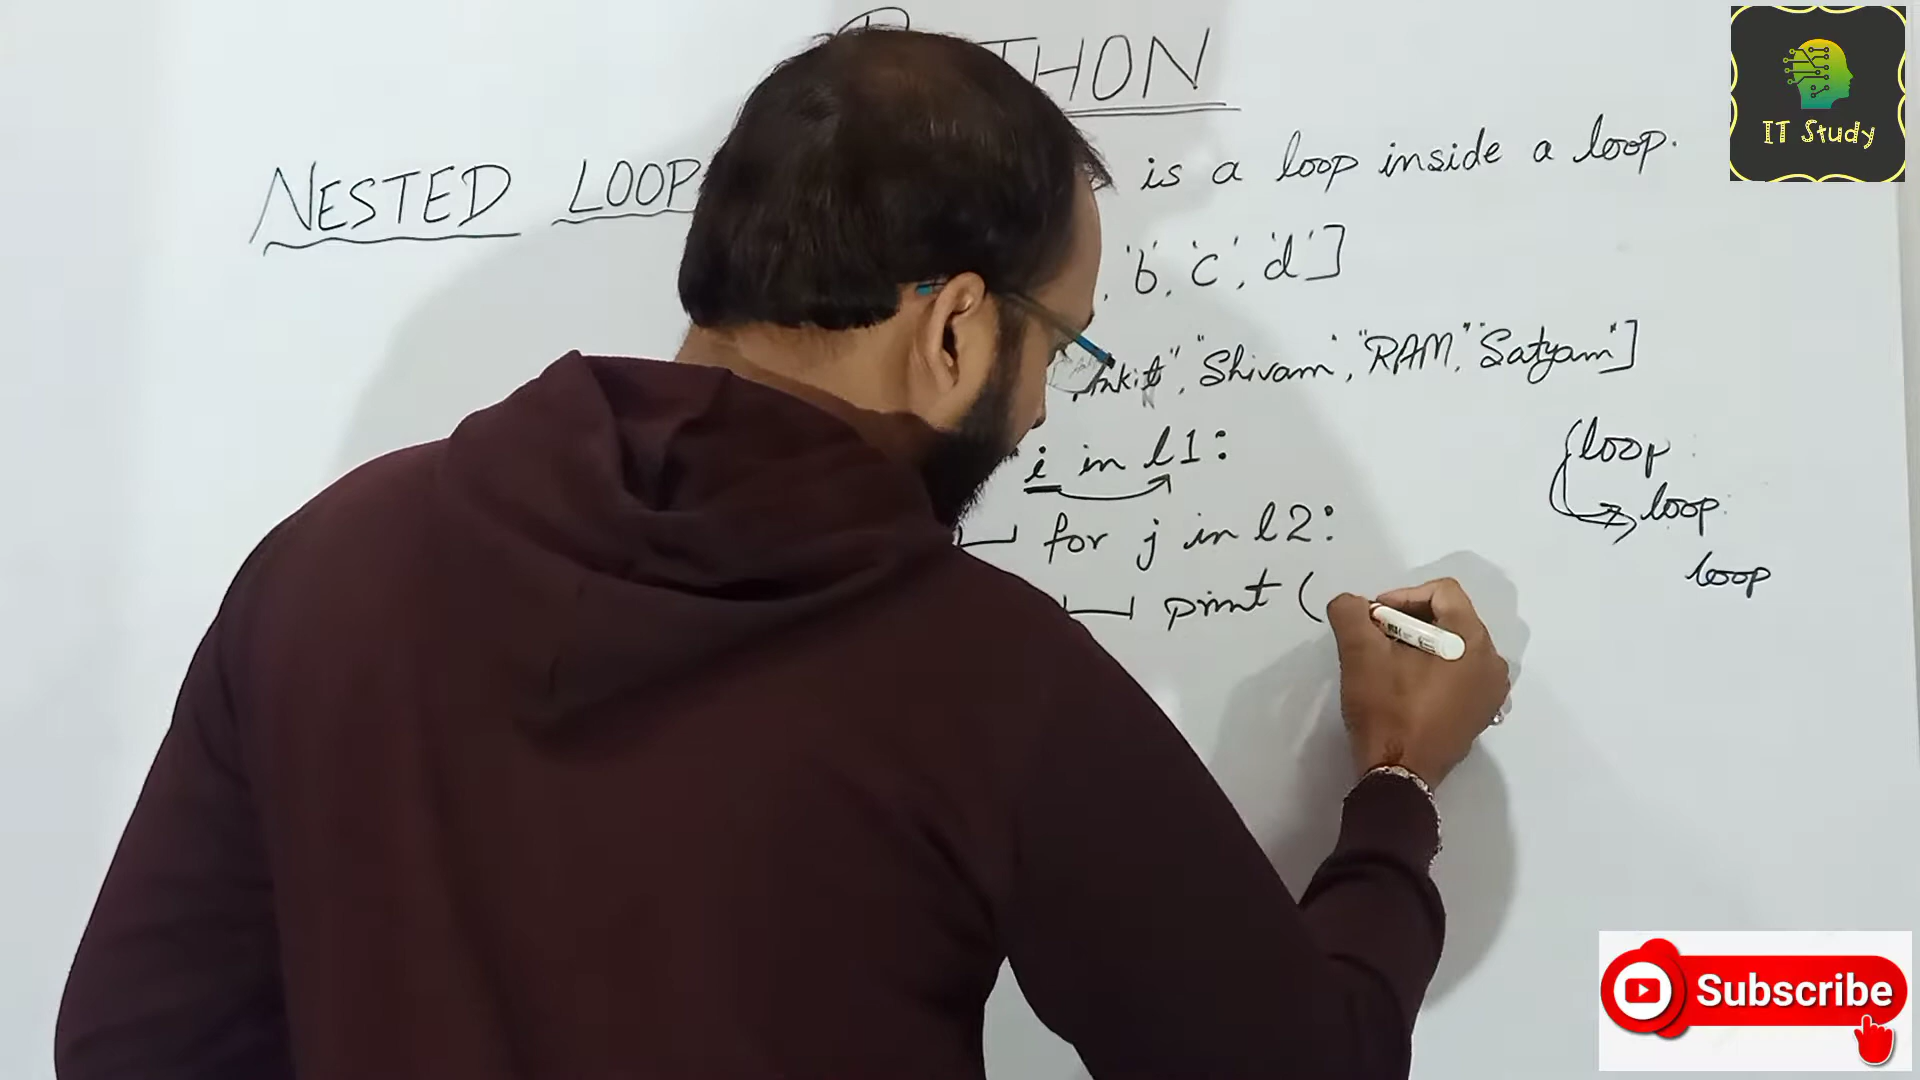 THON
IT Study
NESTED LOOP is a loop inside a loop.
, 'b', 'c', 'd']
"Shivam", "RAM", "Satyam"]
i in l1:
for j in l2:
print (
loop
loop
loop
Subscribe